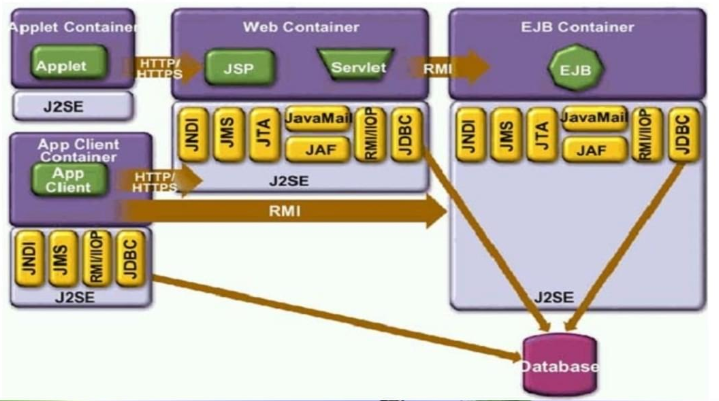 Applet Container
Applet
J2SE
HTTP/
HTTPS
Web Container
JSP
Servlet
JNDI
JMS
JTA
JavaMail
JAF
RMI/IIOP
JDBC
J2SE
RMI
EJB Container
EJB
JNDI
JMS
JTA
JavaMail
JAF
RMI/IIOP
JDBC
J2SE
App Client
Container
App
Client
HTTP/
HTTPS
RMI
JNDI
JMS
RMI/IIOP
JDBC
J2SE
Database